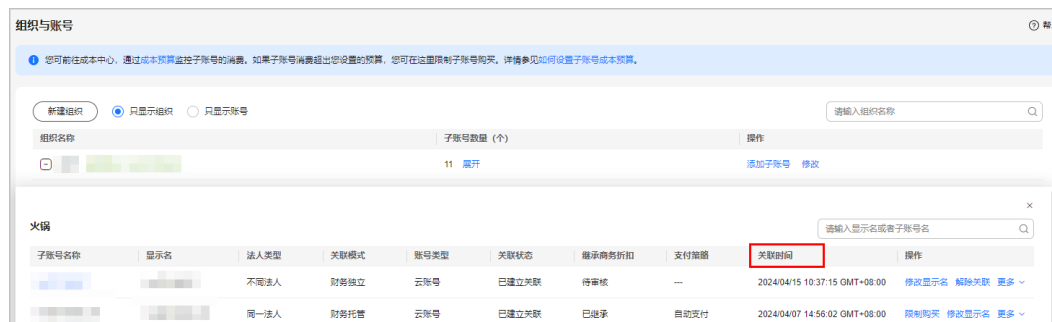 组织与账号
帮
您可前往成本中心，通过成本预算监控子账号的消费。如果子账号消费超出您设置的预算，您可在这里限制子账号购买。详情参见如何设置子账号成本预算。
新建组织 只显示组织 只显示账号 请输入组织名称
组织名称 子账号数量（个） 操作
11 展开 添加子账号 修改
火锅 请输入显示名或者子账号名
子账号名称 显示名 法人类型 关联模式 账号类型 关联状态 继承商务折扣 支付策略 关联时间 操作
不同法人 财务独立 云账号 已建立关联 待审核 --- 2024/04/15 10:37:15 GMT+08:00 修改显示名 解除关联 更多
同一法人 财务托管 云账号 已建立关联 已继承 自动支付 2024/04/07 14:56:02 GMT+08:00 限制购买 修改显示名 更多